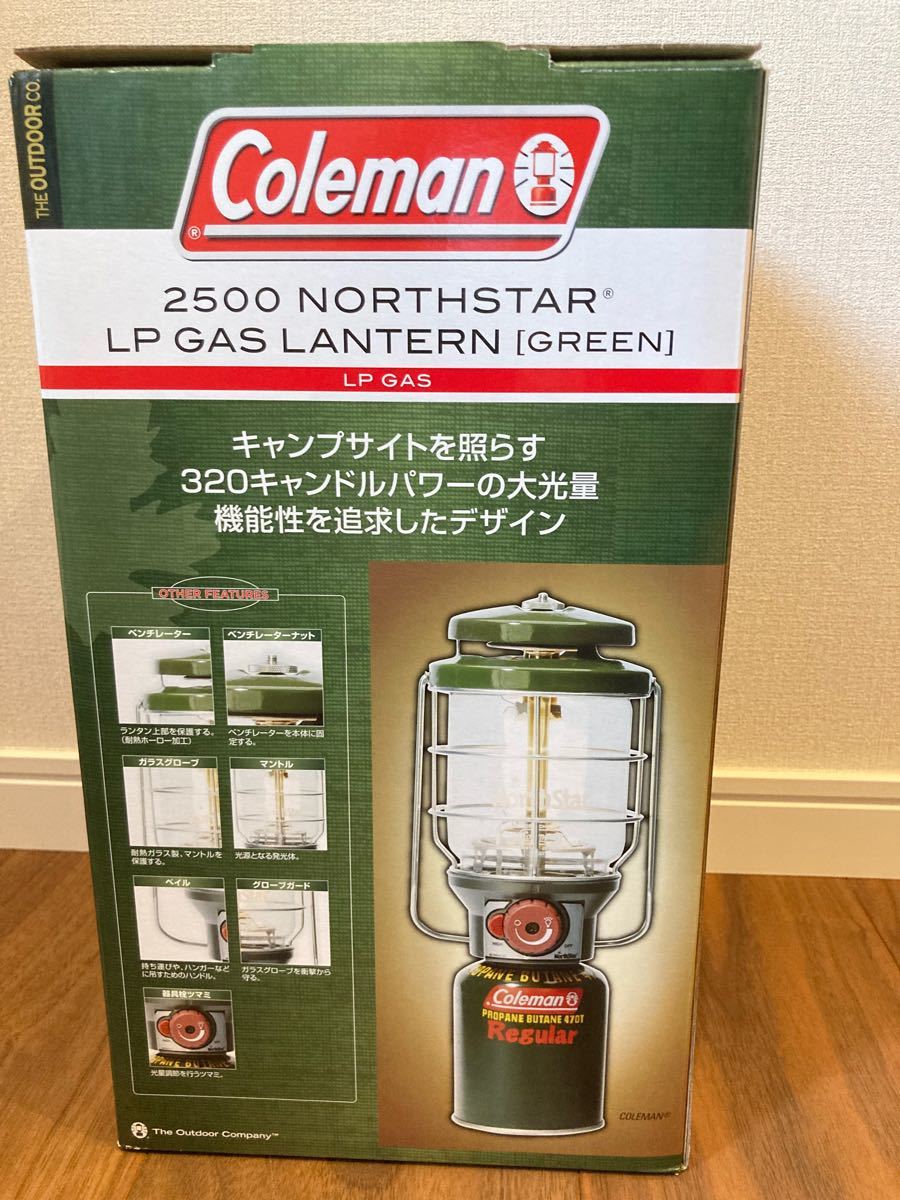 THE OUTDOOR CO.
Coleman
®
2500 NORTHSTAR®
LP GAS LANTERN [GREEN]
LP GAS
キャンプサイトを照らす
320キャンドルパワーの大光量
機能性を追求したデザイン
OTHER FEATURES
ベンチレーター
ランタン上部を保護する。
(耐熱ホーロー加工)
ベンチレーターナット
ベンチレーターを本体に固
定する。
ガラスグローブ
耐熱ガラス製、マントルを
保護する。
マントル
光源となる発光体。
ベイル
持ち運びや、ハンガーなど
に吊すためのハンドル。
グローブガード
ガラスグローブを衝撃から
守る。
器具栓ツマミ
光量調節を行うツマミ。
NorthStar
HIGH
OFF
PROPANE BUTANE
Coleman
PROPANE BUTANE 470T
Regular
COLEMAN®
The Outdoor Company™